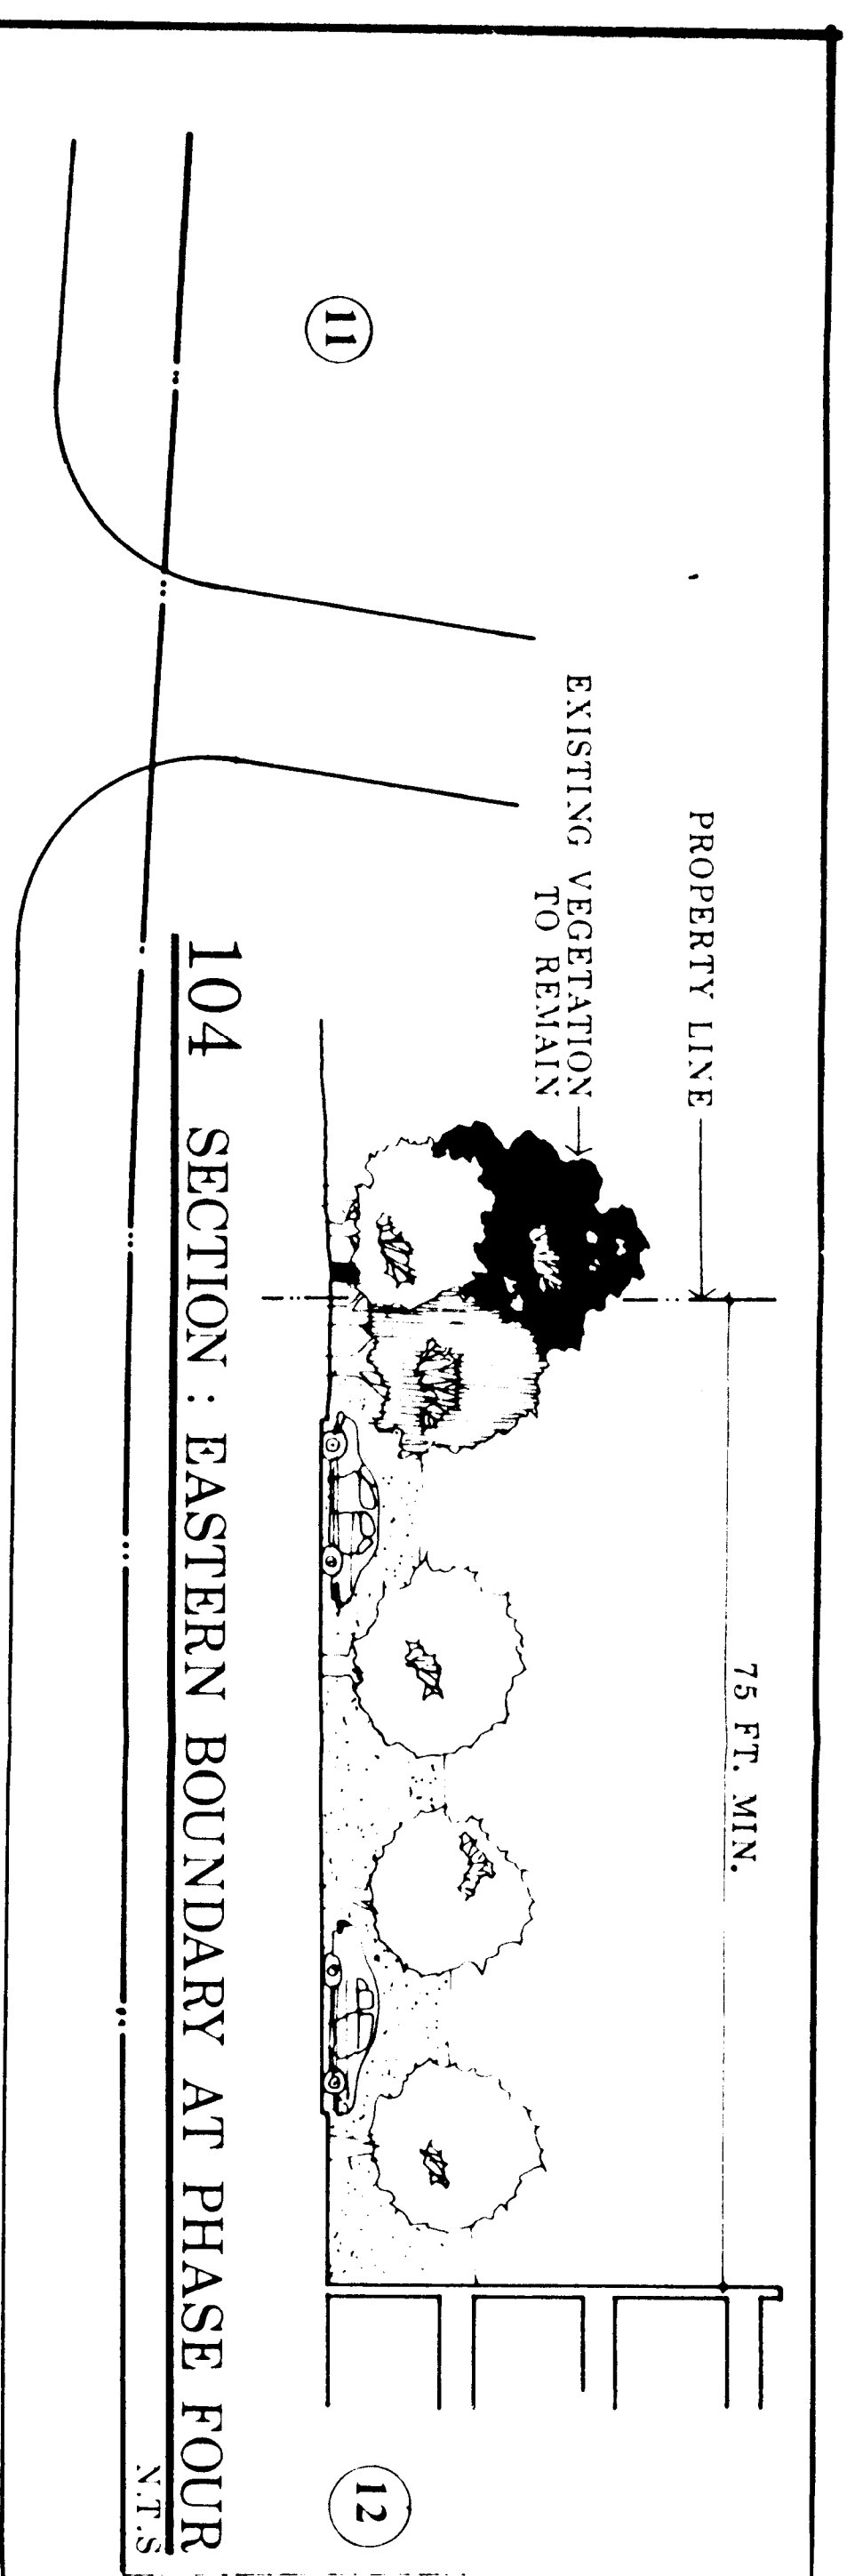 11
PROPERTY LINE
EXISTING VEGETATION
TO REMAIN
75 FT. MIN.
12
104 SECTION : EASTERN BOUNDARY AT PHASE FOUR
N.T.S